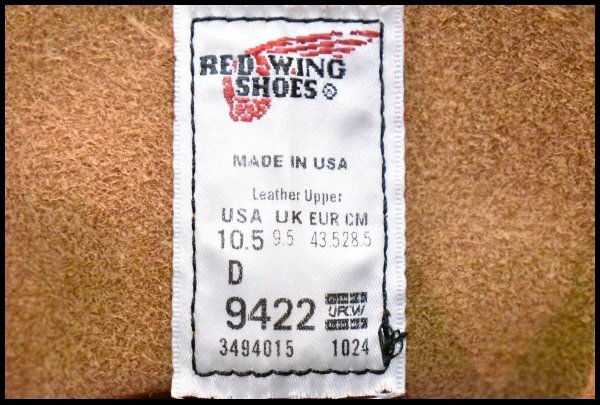 RED WING
SHOES ®
MADE IN USA
Leather Upper
USA UK EUR CM
10.5 9.5 43.5 28.5
D
9422 UFCW
3494015 1024